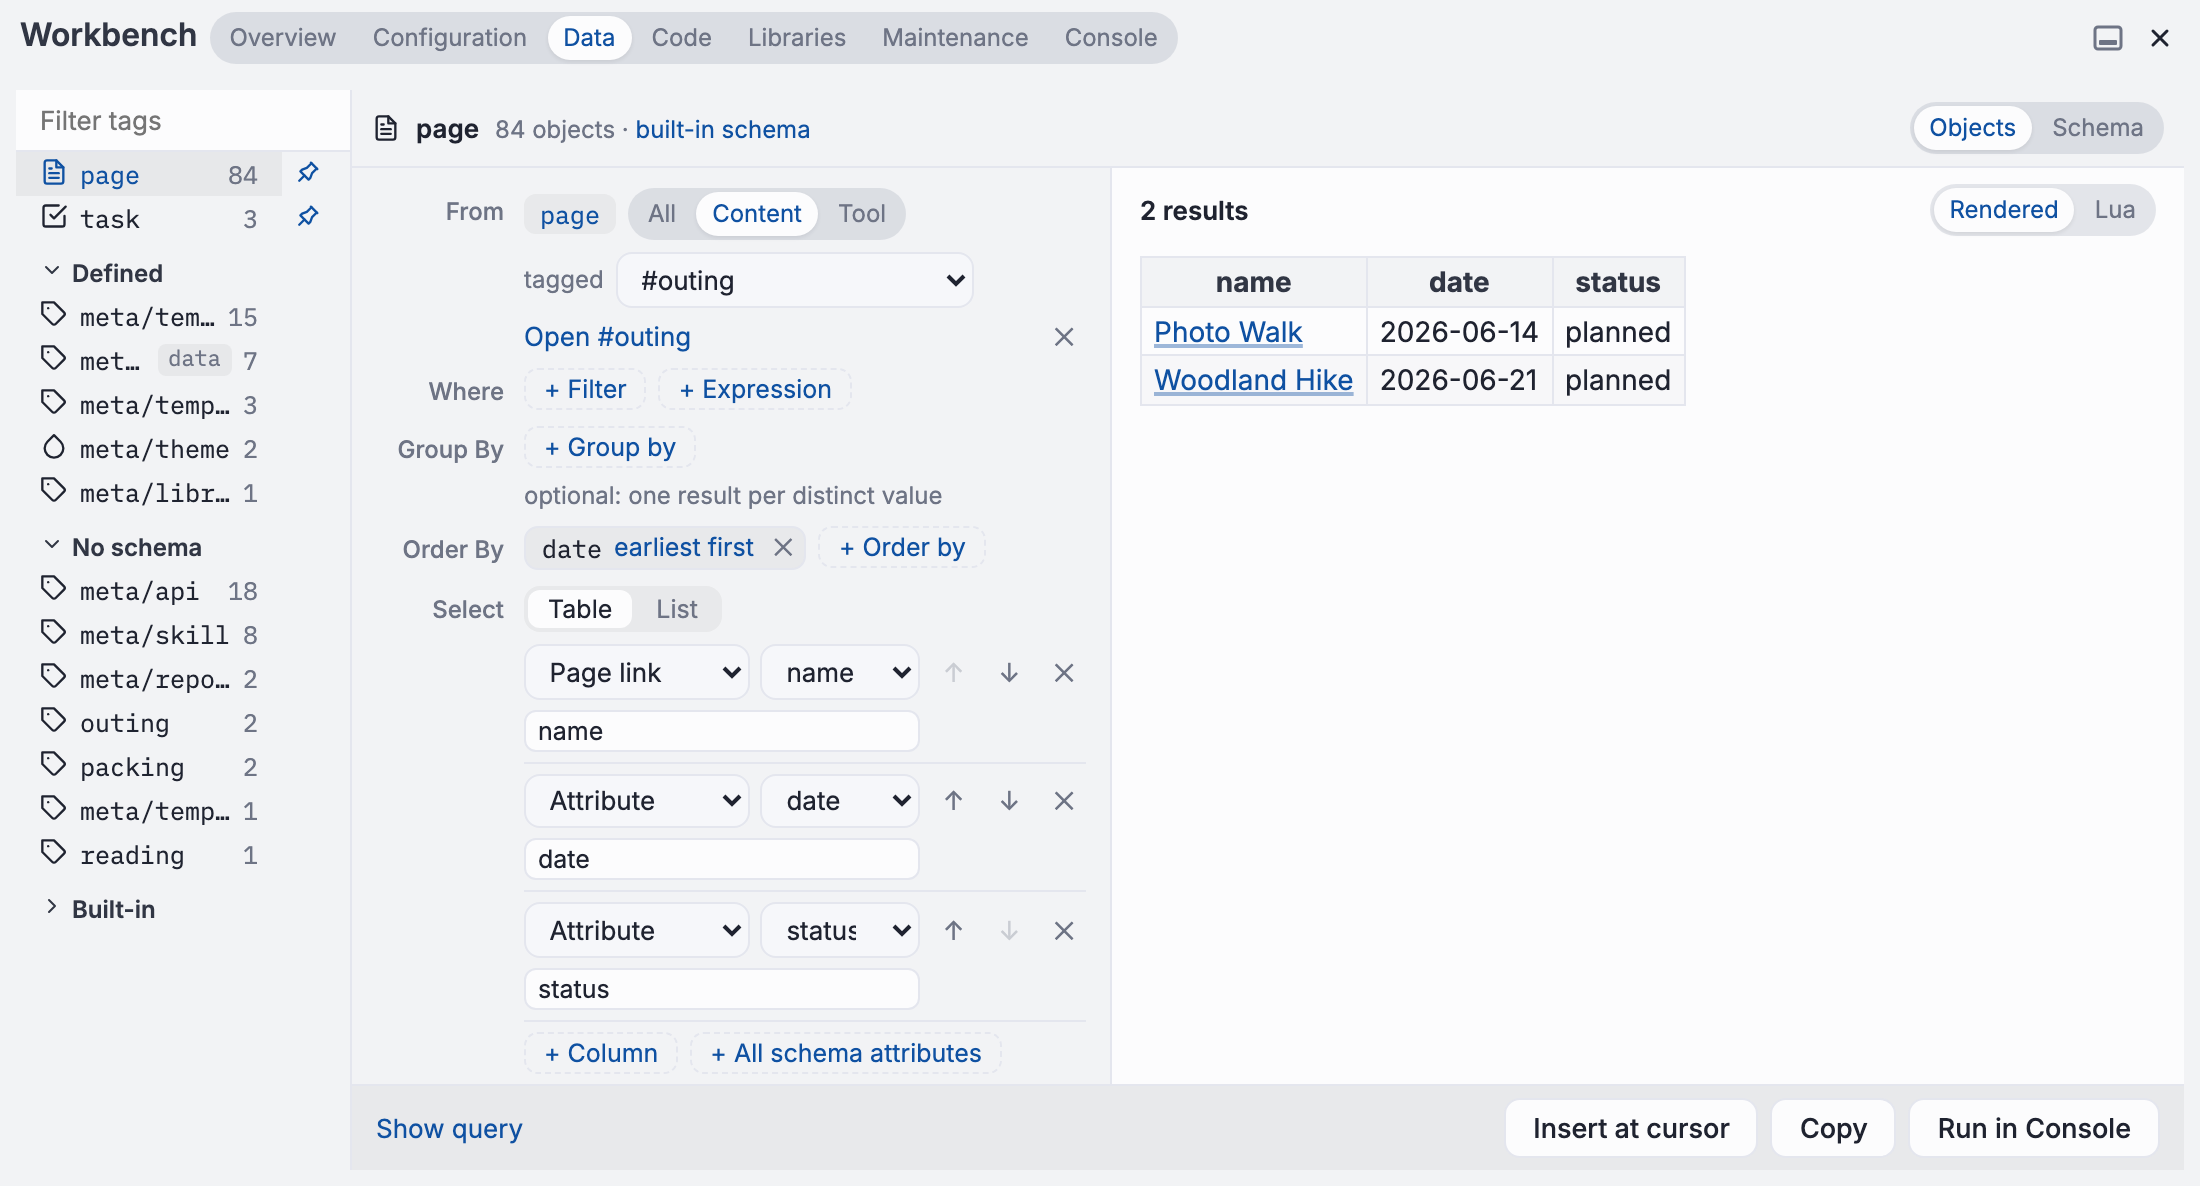 Workbench Overview Configuration Data Code Libraries Maintenance Console
Filter tags
page 84
task 3
Defined
meta/tem… 15
met… data 7
meta/temp… 3
meta/theme 2
meta/libr… 1
No schema
meta/api 18
meta/skill 8
meta/repo… 2
outing 2
packing 2
meta/temp… 1
reading 1
Built-in
page 84 objects · built-in schema
Objects Schema
From page All Content Tool
tagged #outing
Open #outing
Where + Filter + Expression
Group By + Group by
optional: one result per distinct value
Order By date earliest first + Order by
Select Table List
Page link name
name
Attribute date
date
Attribute status
status
+ Column + All schema attributes
2 results
Rendered Lua
name date status
Photo Walk 2026-06-14 planned
Woodland Hike 2026-06-21 planned
Show query
Insert at cursor Copy Run in Console